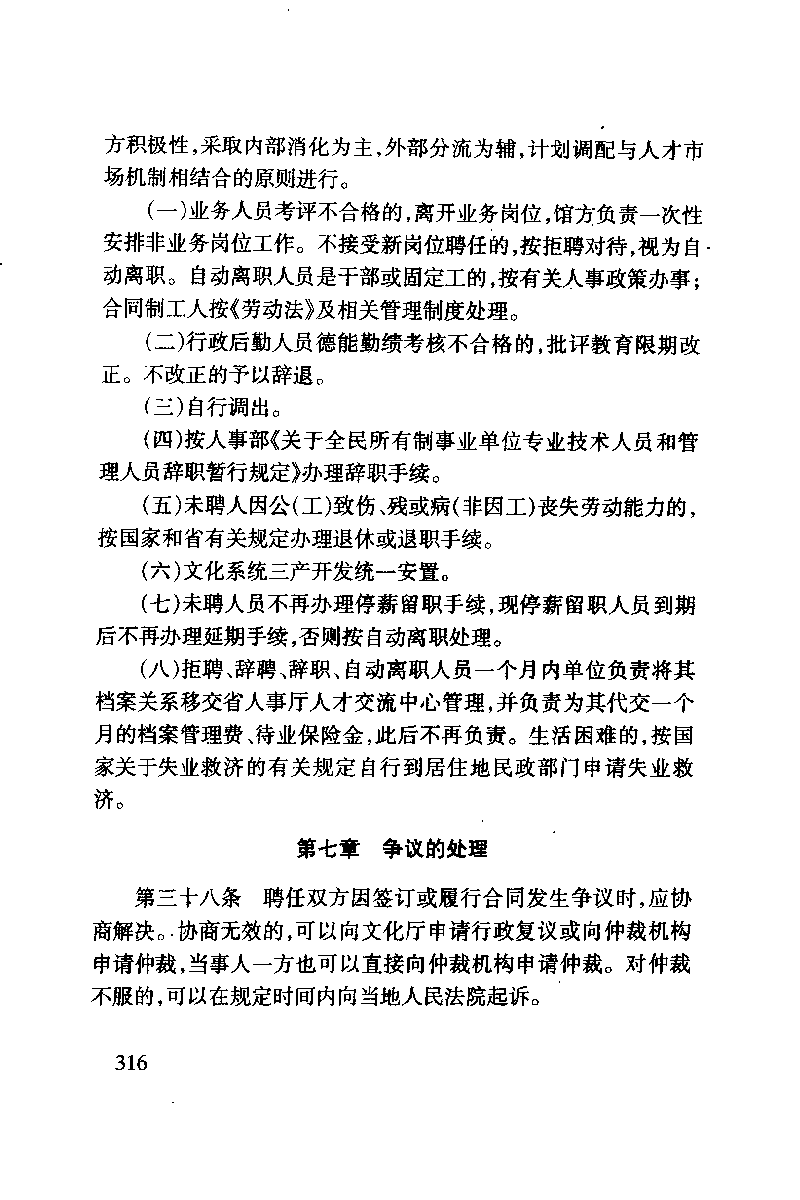 方积极性,采取内部消化为主,外部分流为辅,计划调配与人才市
场机制相结合的原则进行。
(一)业务人员考评不合格的,离开业务岗位,馆方负责一次性
安排非业务岗位工作。不接受新岗位聘任的,按拒聘对待,视为自
动离职。自动离职人员是干部或固定工的,按有关人事政策办事;
合同制工人按《劳动法》及相关管理制度处理。
(二)行政后勤人员德能勤绩考核不合格的,批评教育限期改
正。不改正的予以辞退。
(三)自行调出。
(四)按人事部《关于全民所有制事业单位专业技术人员和管
理人员辞职暂行规定》办理辞职手续。
(五)未聘人因公(工)致伤、残或病(非因工)丧失劳动能力的,
按国家和省有关规定办理退休或退职手续。
(六)文化系统三产开发统一安置。
(七)未聘人员不再办理停薪留职手续,现停薪留职人员到期
后不再办理延期手续,否则按自动离职处理。
(八)拒聘、辞聘、辞职、自动离职人员一个月内单位负责将其
档案关系移交省人事厅人才交流中心管理,并负责为其代交一个
月的档案管理费、待业保险金,此后不再负责。生活困难的,按国
家关于失业救济的有关规定自行到居住地民政部门申请失业救
济。
第七章 争议的处理
第三十八条 聘任双方因签订或履行合同发生争议时,应协
商解决。协商无效的,可以向文化厅申请行政复议或向仲裁机构
申请仲裁,当事人一方也可以直接向仲裁机构申请仲裁。对仲裁
不服的,可以在规定时间内向当地人民法院起诉。
316